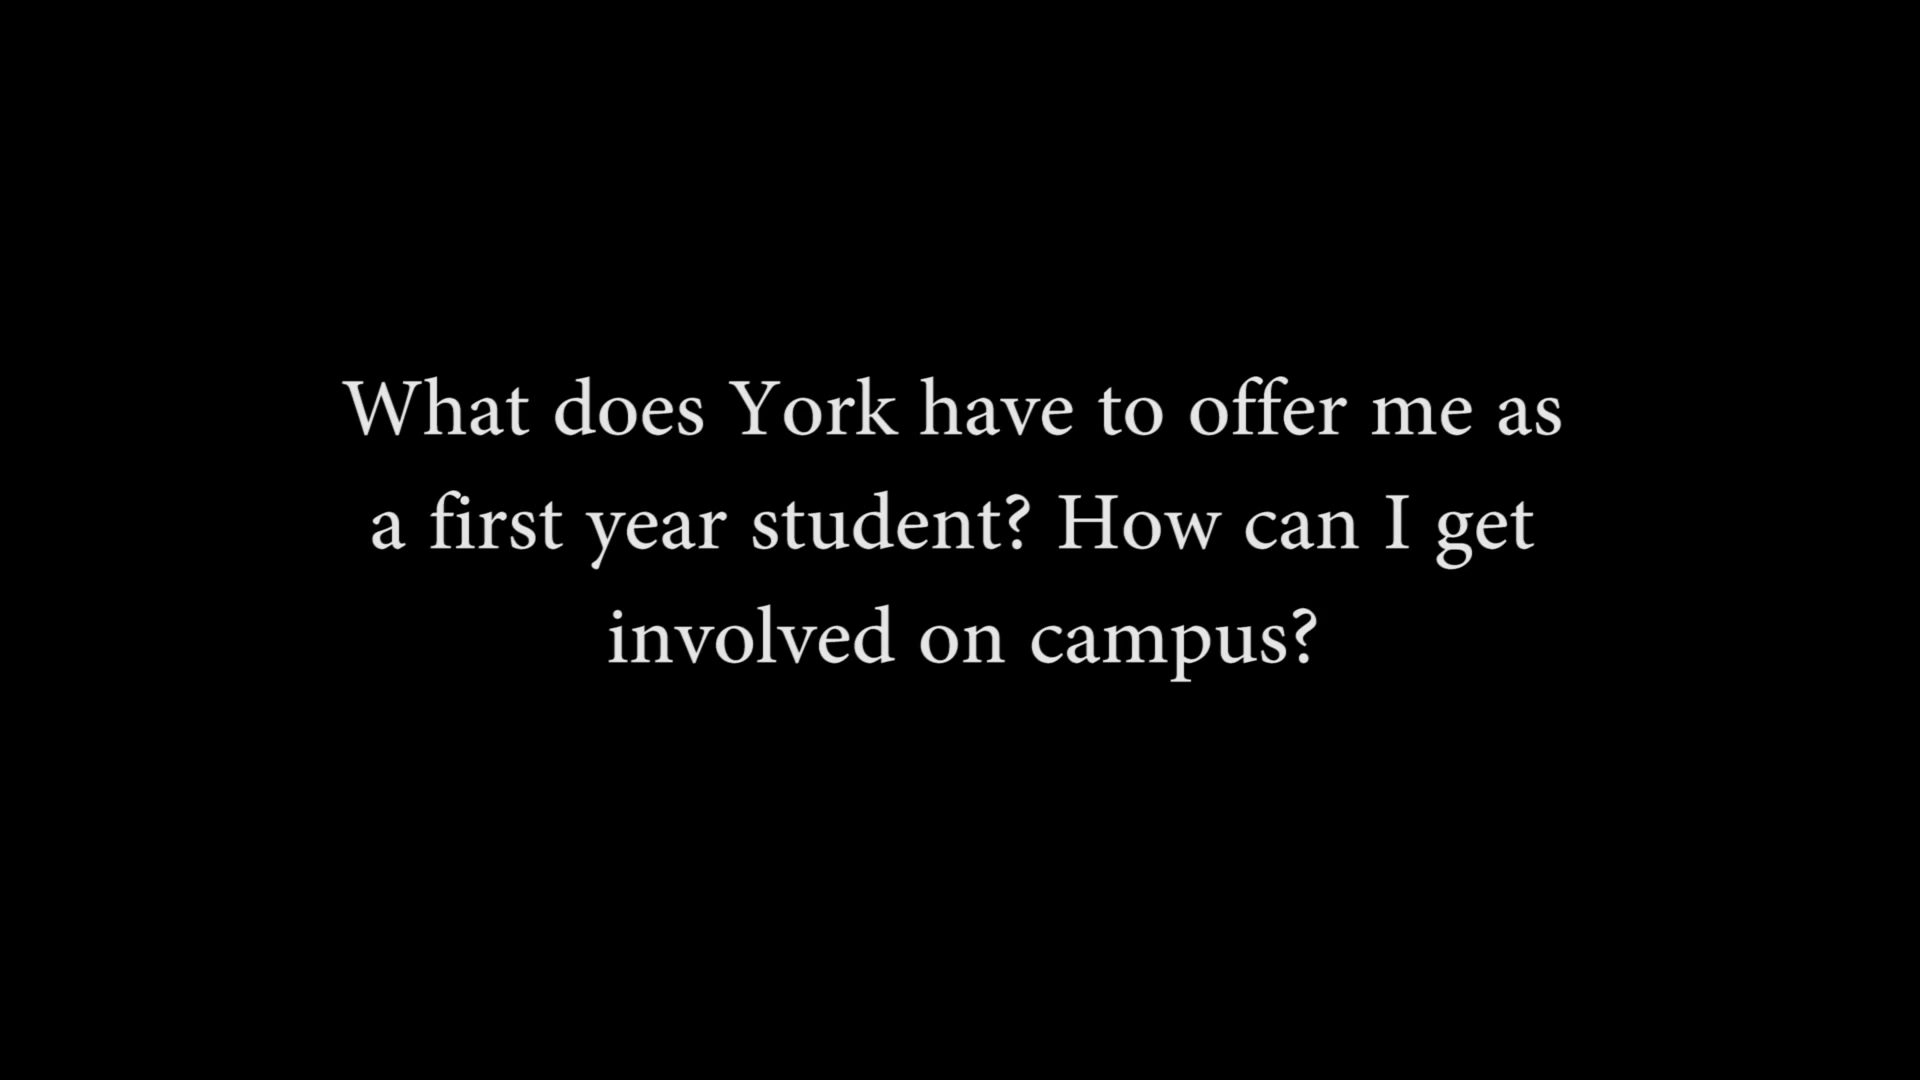 What does York have to offer me as
a first year student? How can I get
involved on campus?